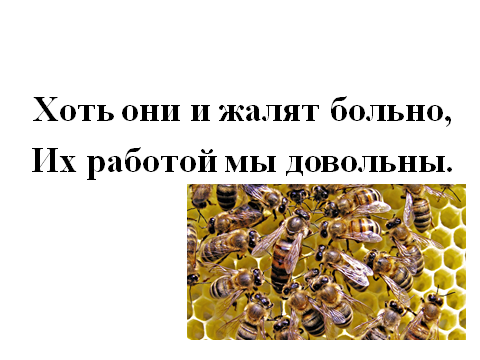 Хоть они и жалят больно,
Их работой мы довольны.